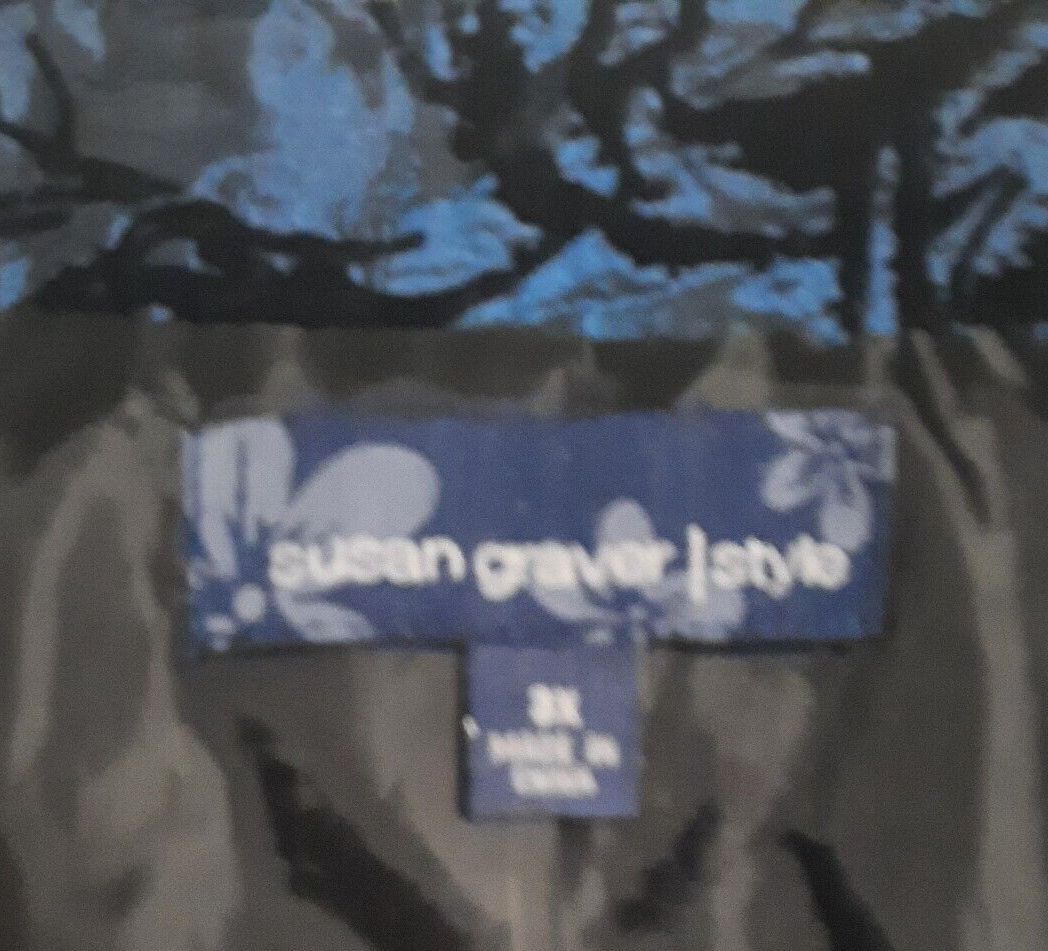 susan graver | style
3X
MADE IN
CHINA